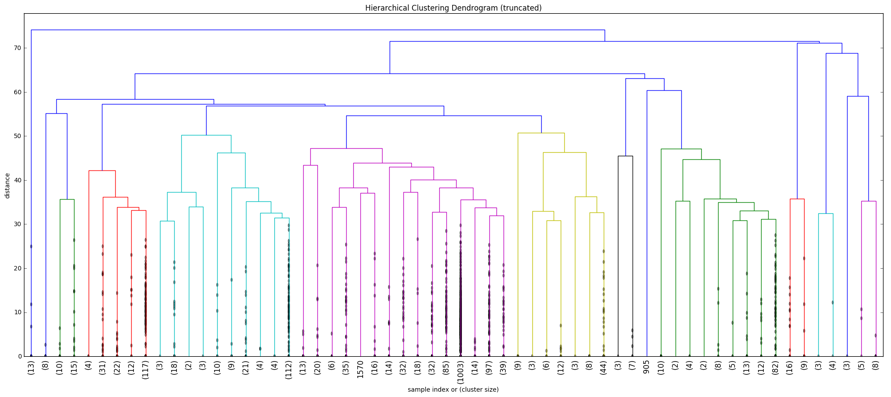 Hierarchical Clustering Dendrogram (truncated)
distance
70
60
50
40
30
20
10
0
(13) (8) (10) (15) (4) (31) (22) (12) (117) (3) (18) (2) (3) (10) (9) (21) (4) (4) (112) (13) (20) (6) (35) 1570 (16) (14) (32) (18) (32) (85) (1003) (14) (97) (39) (9) (3) (6) (12) (3) (8) (44) (3) (7) 905 (10) (2) (4) (2) (8) (5) (13) (12) (82) (16) (9) (3) (4) (3) (5) (8)
sample index or (cluster size)